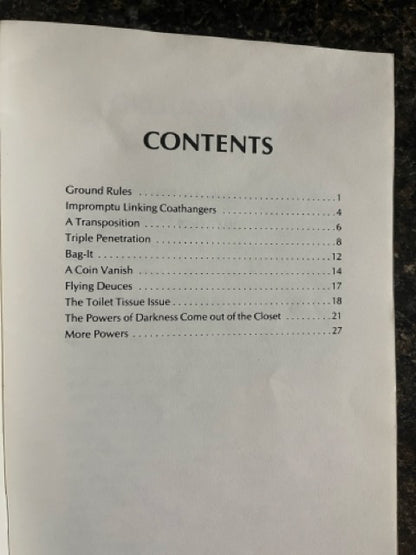 CONTENTS
Ground Rules ................................ 1
Impromptu Linking Coathangers .................. 4
A Transposition ............................... 6
Triple Penetration ............................. 8
Bag-It ...................................... 12
A Coin Vanish ................................ 14
Flying Deuces ................................ 17
The Toilet Tissue Issue .......................... 18
The Powers of Darkness Come out of the Closet ......... 21
More Powers ................................. 27